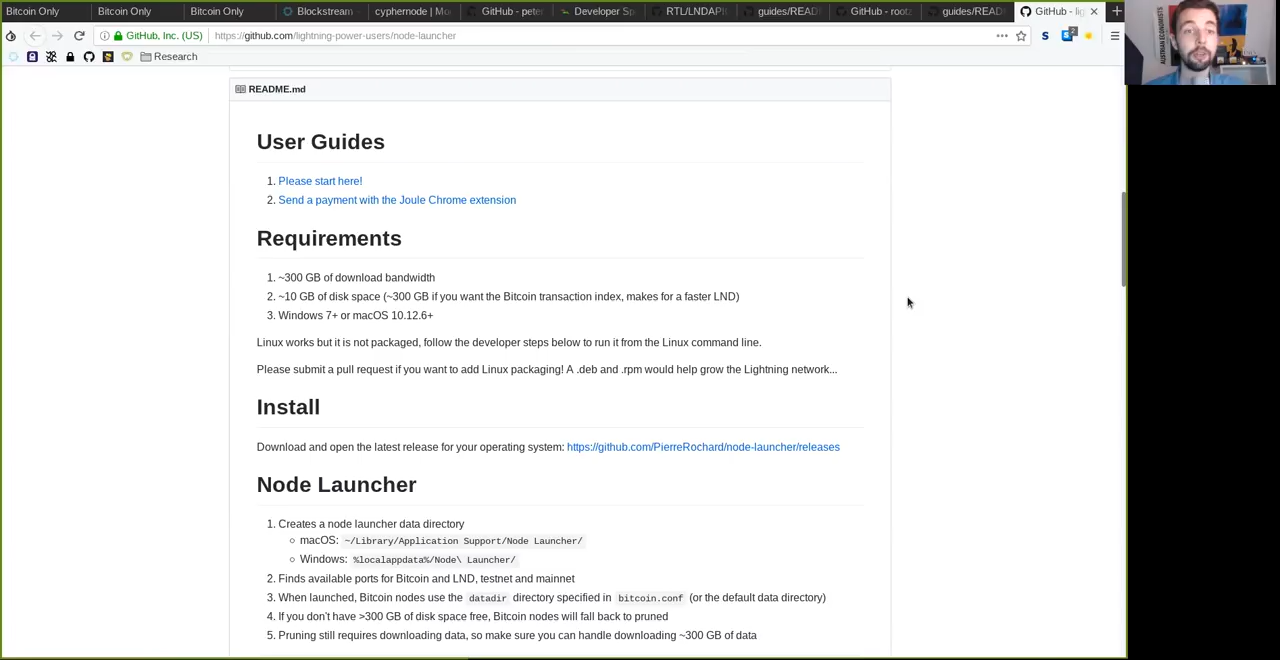 Bitcoin Only
Bitcoin Only
Bitcoin Only
Blockstream
cyphernode | Mo
GitHub - pete
Developer Sp
RTL/LNDAPI
guides/READ
GitHub - root
guides/READ
GitHub - lig
GitHub, Inc. (US)
https://github.com/lightning-power-users/node-launcher
Research
README.md
User Guides
1. Please start here!
2. Send a payment with the Joule Chrome extension
Requirements
1. ~300 GB of download bandwidth
2. ~10 GB of disk space (~300 GB if you want the Bitcoin transaction index, makes for a faster LND)
3. Windows 7+ or macOS 10.12.6+
Linux works but it is not packaged, follow the developer steps below to run it from the Linux command line.
Please submit a pull request if you want to add Linux packaging! A .deb and .rpm would help grow the Lightning network...
Install
Download and open the latest release for your operating system: https://github.com/PierreRochard/node-launcher/releases
Node Launcher
1. Creates a node launcher data directory
macOS: ~/Library/Application Support/Node Launcher/
Windows: %localappdata%/Node\ Launcher/
2. Finds available ports for Bitcoin and LND, testnet and mainnet
3. When launched, Bitcoin nodes use the datadir directory specified in bitcoin.conf (or the default data directory)
4. If you don't have >300 GB of disk space free, Bitcoin nodes will fall back to pruned
5. Pruning still requires downloading data, so make sure you can handle downloading ~300 GB of data